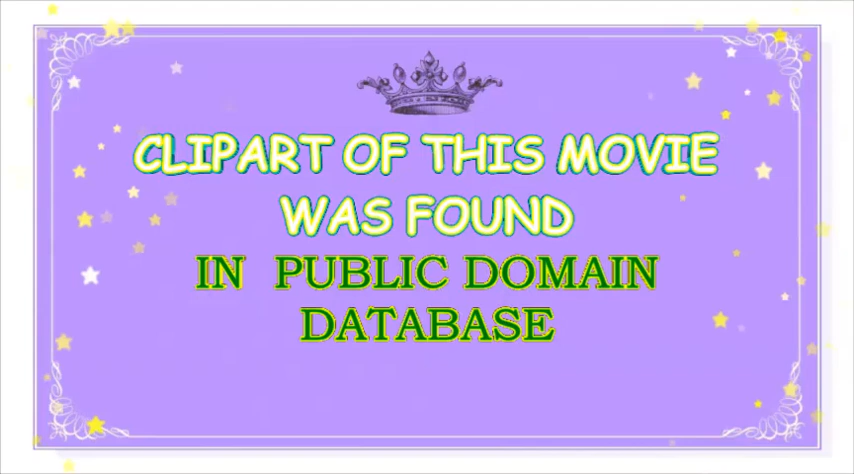 CLIPART OF THIS MOVIE
WAS FOUND
IN PUBLIC DOMAIN
DATABASE